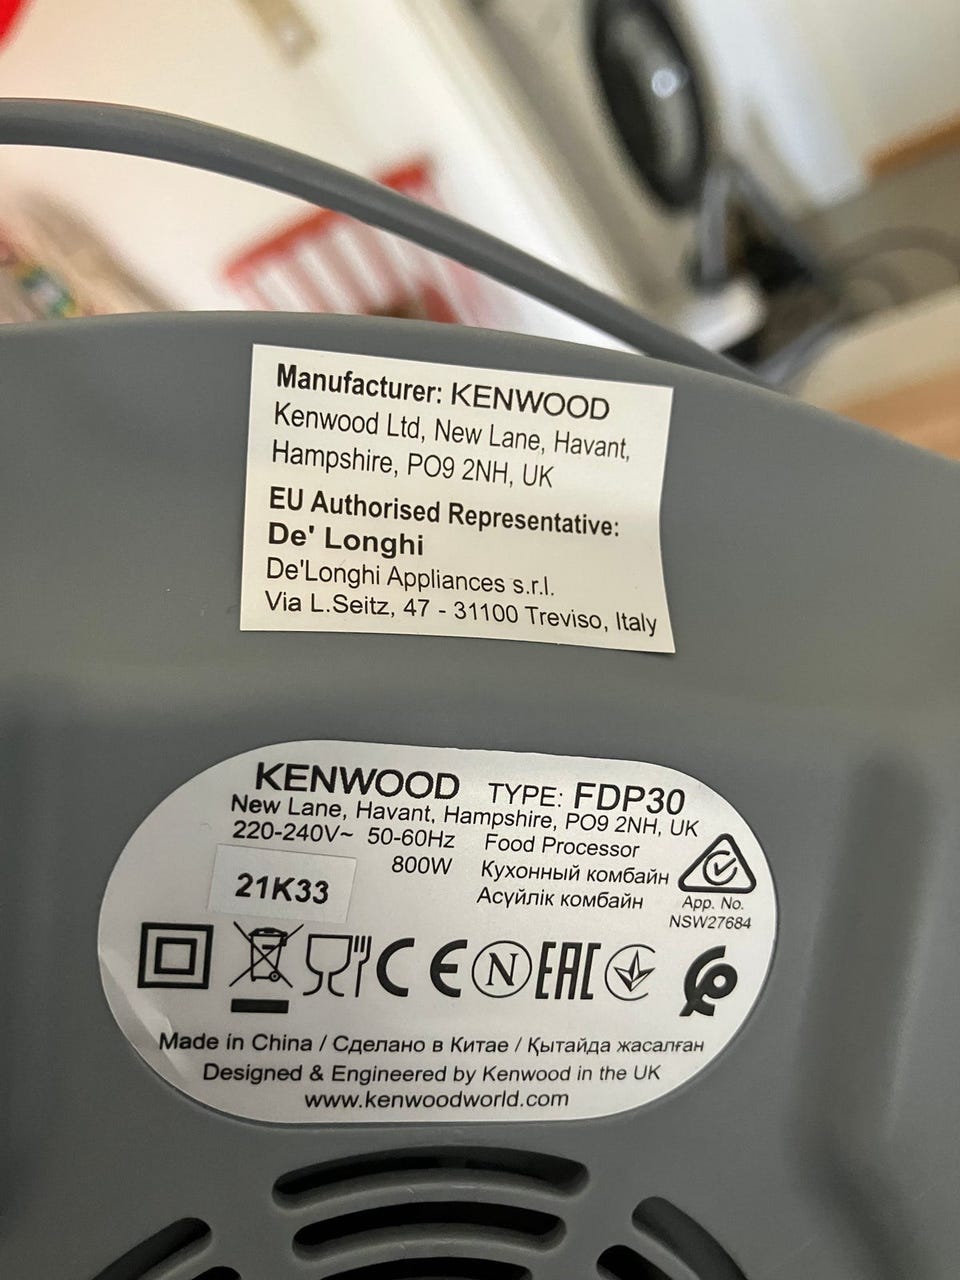 Manufacturer: KENWOOD
Kenwood Ltd, New Lane, Havant,
Hampshire, PO9 2NH, UK
EU Authorised Representative:
De' Longhi
De'Longhi Appliances s.r.l.
Via L.Seitz, 47 - 31100 Treviso, Italy
KENWOOD TYPE: FDP30
New Lane, Havant, Hampshire, PO9 2NH, UK
220-240V~ 50-60Hz Food Processor
800W Кухонный комбайн
21K33 Асүйлік комбайн
App. No.
NSW27684
CE N EAC
Made in China / Сделано в Китае / Қытайда жасалған
Designed & Engineered by Kenwood in the UK
www.kenwoodworld.com